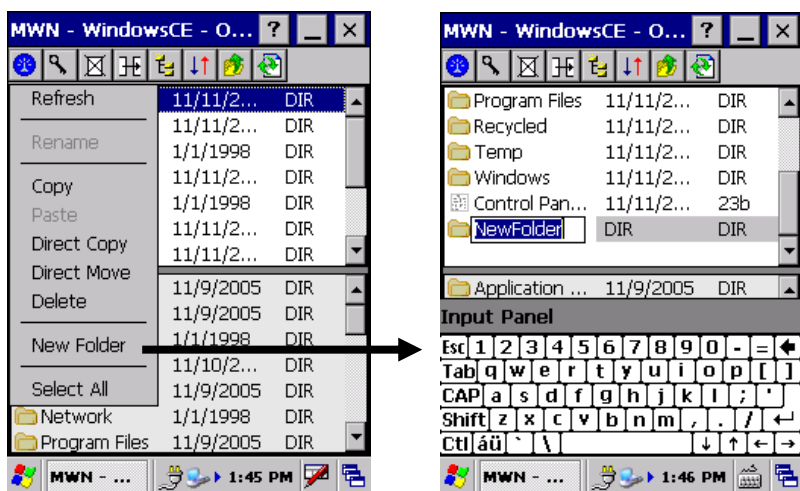 MWN - WindowsCE - O... ?
Refresh 11/11/2... DIR
11/11/2... DIR
Rename 1/1/1998 DIR
11/11/2... DIR
Copy 1/1/1998 DIR
Paste 11/11/2... DIR
Direct Copy 11/11/2... DIR
Direct Move 11/9/2005 DIR
Delete 11/9/2005 DIR
New Folder 1/1/1998 DIR
11/10/2... DIR
Select All 11/9/2005 DIR
Network 1/1/1998 DIR
Program Files 11/9/2005 DIR
MWN - ... 1:45 PM
MWN - WindowsCE - O... ?
Program Files 11/11/2... DIR
Recycled 11/11/2... DIR
Temp 11/11/2... DIR
Windows 11/11/2... DIR
Control Pan... 11/11/2... 23b
NewFolder DIR DIR
Application ... 11/9/2005 DIR
Input Panel
Esc 1 2 3 4 5 6 7 8 9 0 - =
Tab q w e r t y u i o p [ ]
CAP a s d f g h j k l ; '
Shift z x c v b n m , . /
Ctl áü ` \
MWN - ... 1:46 PM